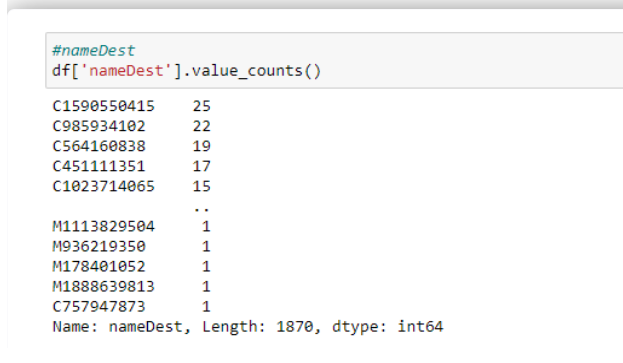 #nameDest
df['nameDest'].value_counts()
C1590550415    25
C985934102     22
C564160838     19
C451111351     17
C1023714065    15
               ..
M1113829504     1
M936219350      1
M178401052      1
M1888639813     1
C757947873      1
Name: nameDest, Length: 1870, dtype: int64